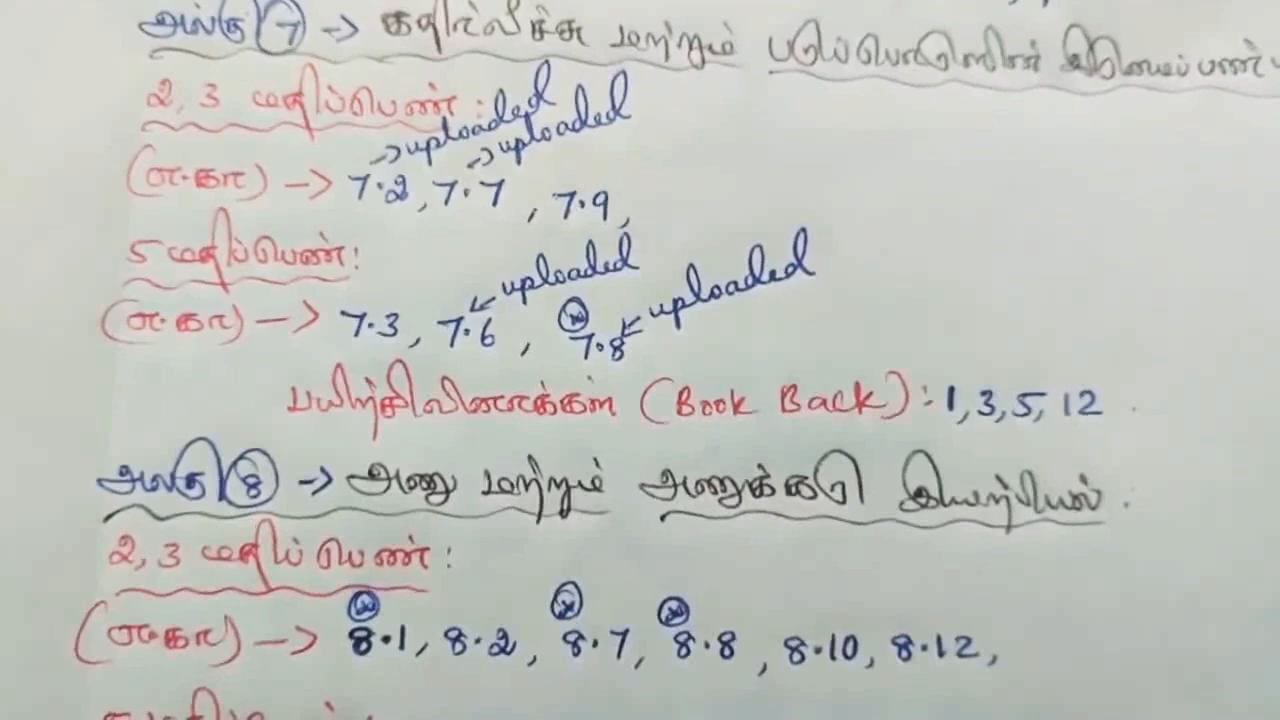 அலகு 7 -> கதிர்வீச்சு மற்றும் பருப்பொருளின் இருமைப்பண்
2, 3 மதிப்பெண் :
->uploaded ->uploaded
(எ.கா) -> 7.2, 7.7, 7.9,
5 மதிப்பெண் :
uploaded uploaded
(எ.கா) -> 7.3, 7.6, 7.8
பயிற்சிவினாக்கள் (Book Back) : 1, 3, 5, 12
அலகு 8 -> அணு மற்றும் அணுக்கரு இயற்பியல்.
2, 3 மதிப்பெண் :
(எ.கா) -> 8.1, 8.2, 8.7, 8.8, 8.10, 8.12,